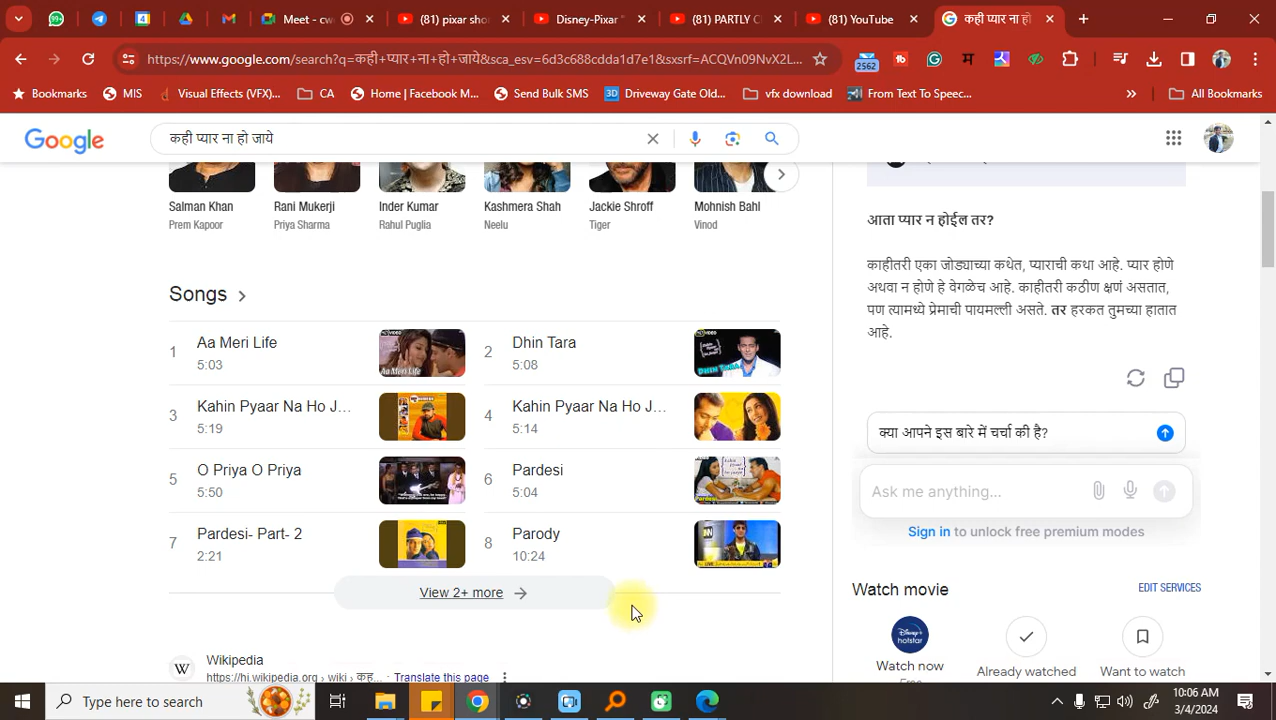 Meet - cw
(81) pixar sho
Disney-Pixar "
(81) PARTLY C
(81) YouTube
कही प्यार ना हो
https://www.google.com/search?q=कही+प्यार+ना+हो+जाये&sca_esv=6d3c688cdda1d7e1&sxsrf=ACQVn09NvX2L...
2562
Bookmarks
MIS
Visual Effects (VFX)...
CA
Home | Facebook M...
Send Bulk SMS
Driveway Gate Old...
vfx download
From Text To Speec...
»
All Bookmarks
Google
कही प्यार ना हो जाये
Salman Khan
Prem Kapoor
Rani Mukerji
Priya Sharma
Inder Kumar
Rahul Puglia
Kashmera Shah
Neelu
Jackie Shroff
Tiger
Mohnish Bahl
Vinod
Songs
1 Aa Meri Life
5:03
2 Dhin Tara
5:08
DHIN TARA
3 Kahin Pyaar Na Ho J...
5:19
4 Kahin Pyaar Na Ho J...
5:14
5 O Priya O Priya
5:50
6 Pardesi
5:04
7 Pardesi- Part- 2
2:21
8 Parody
10:24
View 2+ more
Wikipedia
https://hi.wikipedia.org › wiki › कह...
Translate this page
आता प्यार न होईल तर?
काहीतरी एका जोड्याच्या कथेत, प्याराची कथा आहे. प्यार होणे
अथवा न होणे हे वेगळेच आहे. काहीतरी कठीण क्षणं असतात,
पण त्यामध्ये प्रेमाची पायमल्ली असते. तर हरकत तुमच्या हातात
आहे.
क्या आपने इस बारे में चर्चा की है?
Ask me anything...
Sign in to unlock free premium modes
Watch movie
EDIT SERVICES
Disney+
hotstar
Watch now
Free
Already watched
Want to watch
Type here to search
10:06 AM
3/4/2024